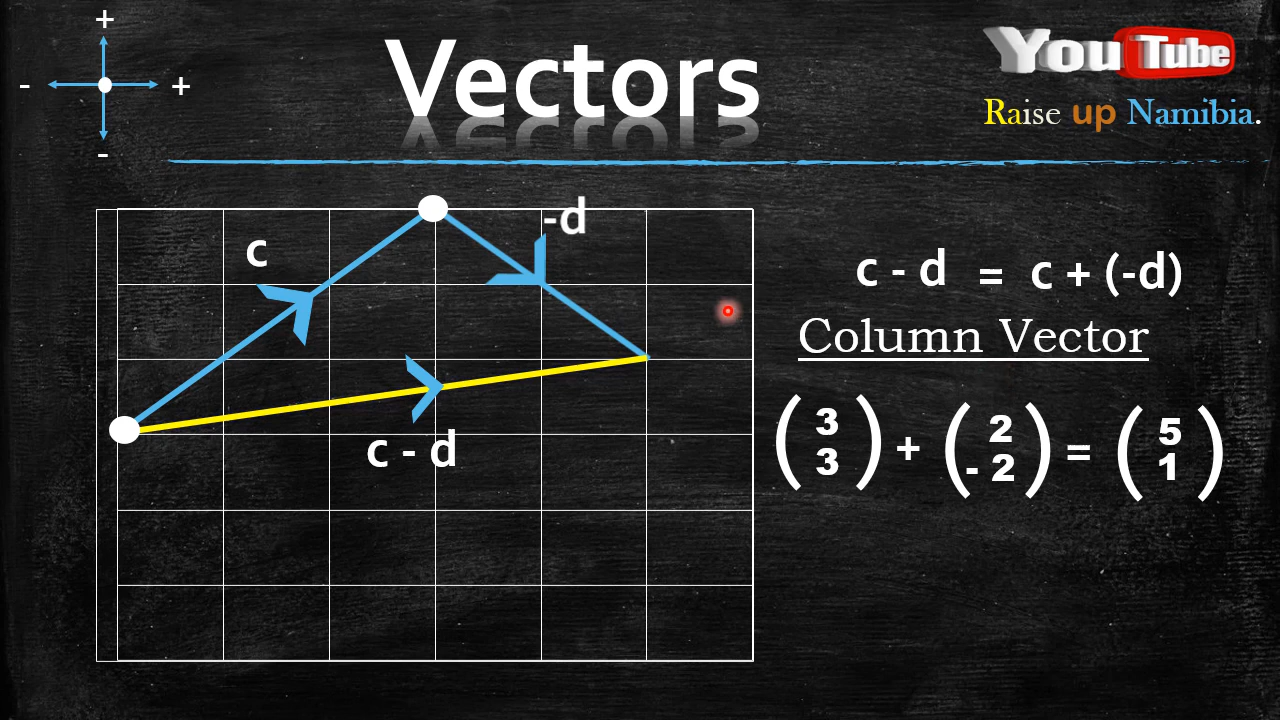 +
- +
-
Vectors
YouTube
Raise up Namibia.
c
-d
c - d
c - d = c + (-d)
Column Vector
( 3 ) + ( 2 ) = ( 5 )
( 3 ) ( - 2 ) ( 1 )